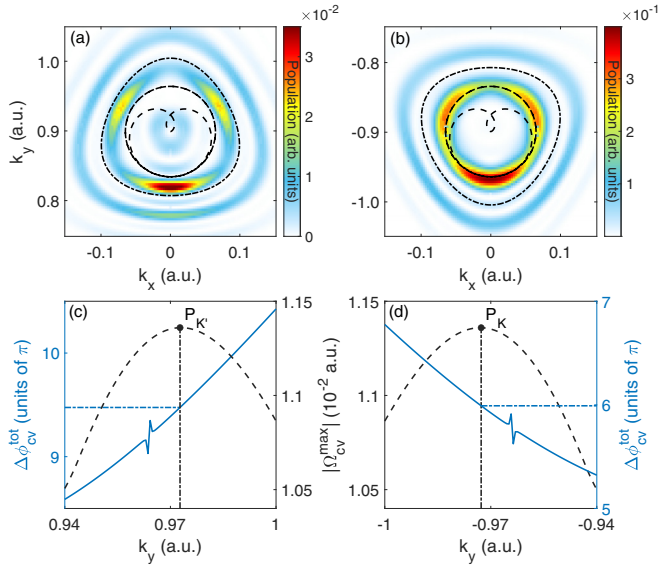 ×10⁻²
×10⁻¹
(a)
(b)
1.05
1
0.9
0.8
k_y (a.u.)
-0.1
0
0.1
k_x (a.u.)
3
2
1
0
Population (arb. units)
-0.8
-0.9
-1.0
-0.1
0
0.1
k_x (a.u.)
3
2
1
Population (arb. units)
(c)
P_K'
10
9
Δϕ_cv^tot (units of π)
0.94
0.97
1
k_y (a.u.)
1.15
1.10
1.05
|Ω_cv^max| (10⁻² a.u.)
(d)
P_K
1.15
1.13
1.04
-1
-0.97
-0.94
k_y (a.u.)
7
6
5
Δϕ_cv^tot (units of π)